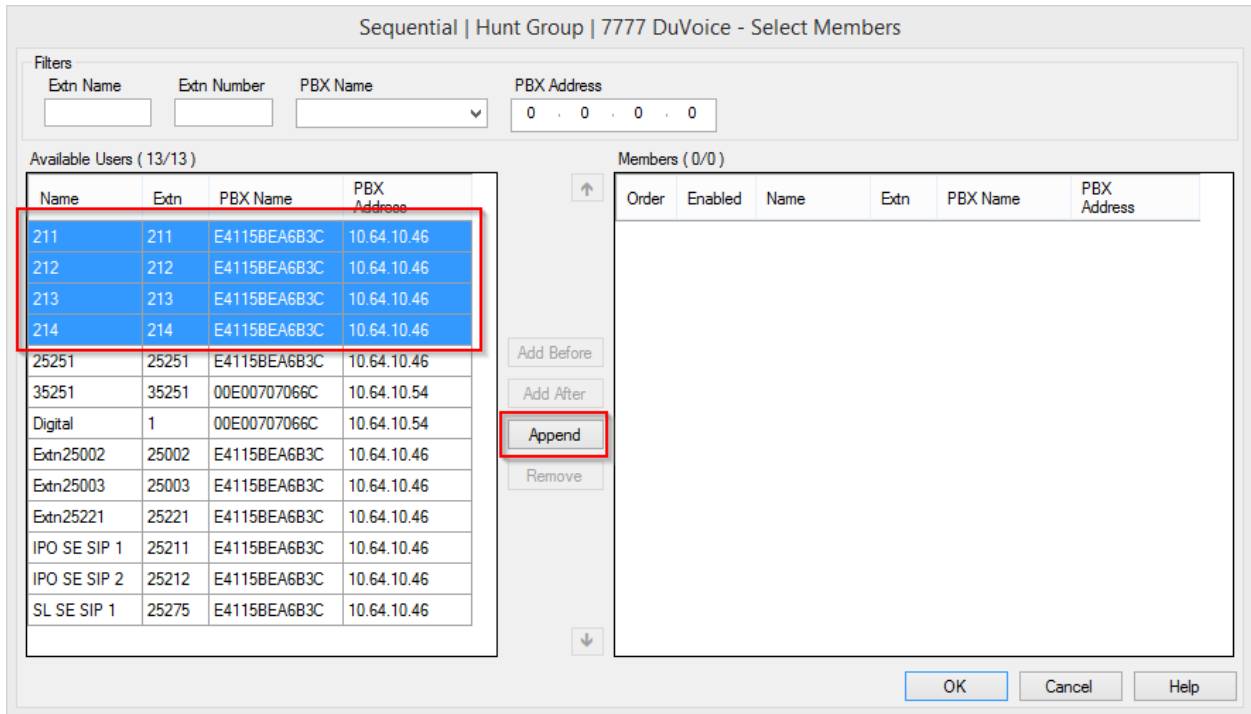 Sequential | Hunt Group | 7777 DuVoice - Select Members
Filters
Extn Name Extn Number PBX Name PBX Address
0 . 0 . 0 . 0
Available Users ( 13/13 ) Members ( 0/0 )
Name Extn PBX Name PBX Address
Order Enabled Name Extn PBX Name PBX Address
211 211 E4115BEA6B3C 10.64.10.46
212 212 E4115BEA6B3C 10.64.10.46
213 213 E4115BEA6B3C 10.64.10.46
214 214 E4115BEA6B3C 10.64.10.46
25251 25251 E4115BEA6B3C 10.64.10.46
35251 35251 00E00707066C 10.64.10.54
Digital 1 00E00707066C 10.64.10.54
Extn25002 25002 E4115BEA6B3C 10.64.10.46
Extn25003 25003 E4115BEA6B3C 10.64.10.46
Extn25221 25221 E4115BEA6B3C 10.64.10.46
IPO SE SIP 1 25211 E4115BEA6B3C 10.64.10.46
IPO SE SIP 2 25212 E4115BEA6B3C 10.64.10.46
SL SE SIP 1 25275 E4115BEA6B3C 10.64.10.46
Add Before
Add After
Append
Remove
OK Cancel Help